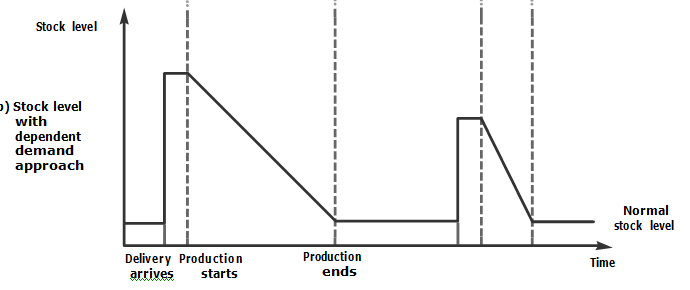 Stock level
b) Stock level
with
dependent
demand
approach
Normal
stock level
Delivery
arrives
Production
starts
Production
ends
Time